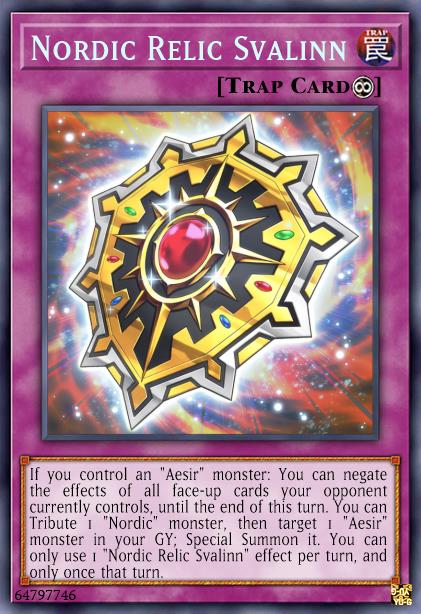 Nordic Relic Svalinn
TRAP
罠
[Trap Card∞]
If you control an "Aesir" monster: You can negate
the effects of all face-up cards your opponent
currently controls, until the end of this turn. You can
Tribute 1 "Nordic" monster, then target 1 "Aesir"
monster in your GY; Special Summon it. You can
only use 1 "Nordic Relic Svalinn" effect per turn, and
only once that turn.
64797746